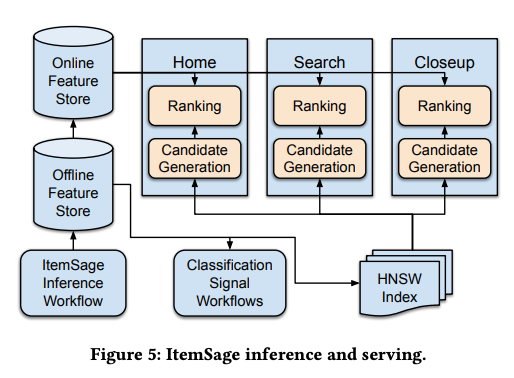 Online
Feature
Store
Home
Search
Closeup
Ranking
Ranking
Ranking
Candidate
Generation
Candidate
Generation
Candidate
Generation
Offline
Feature
Store
ItemSage
Inference
Workflow
Classification
Signal
Workflows
HNSW
Index
Figure 5: ItemSage inference and serving.